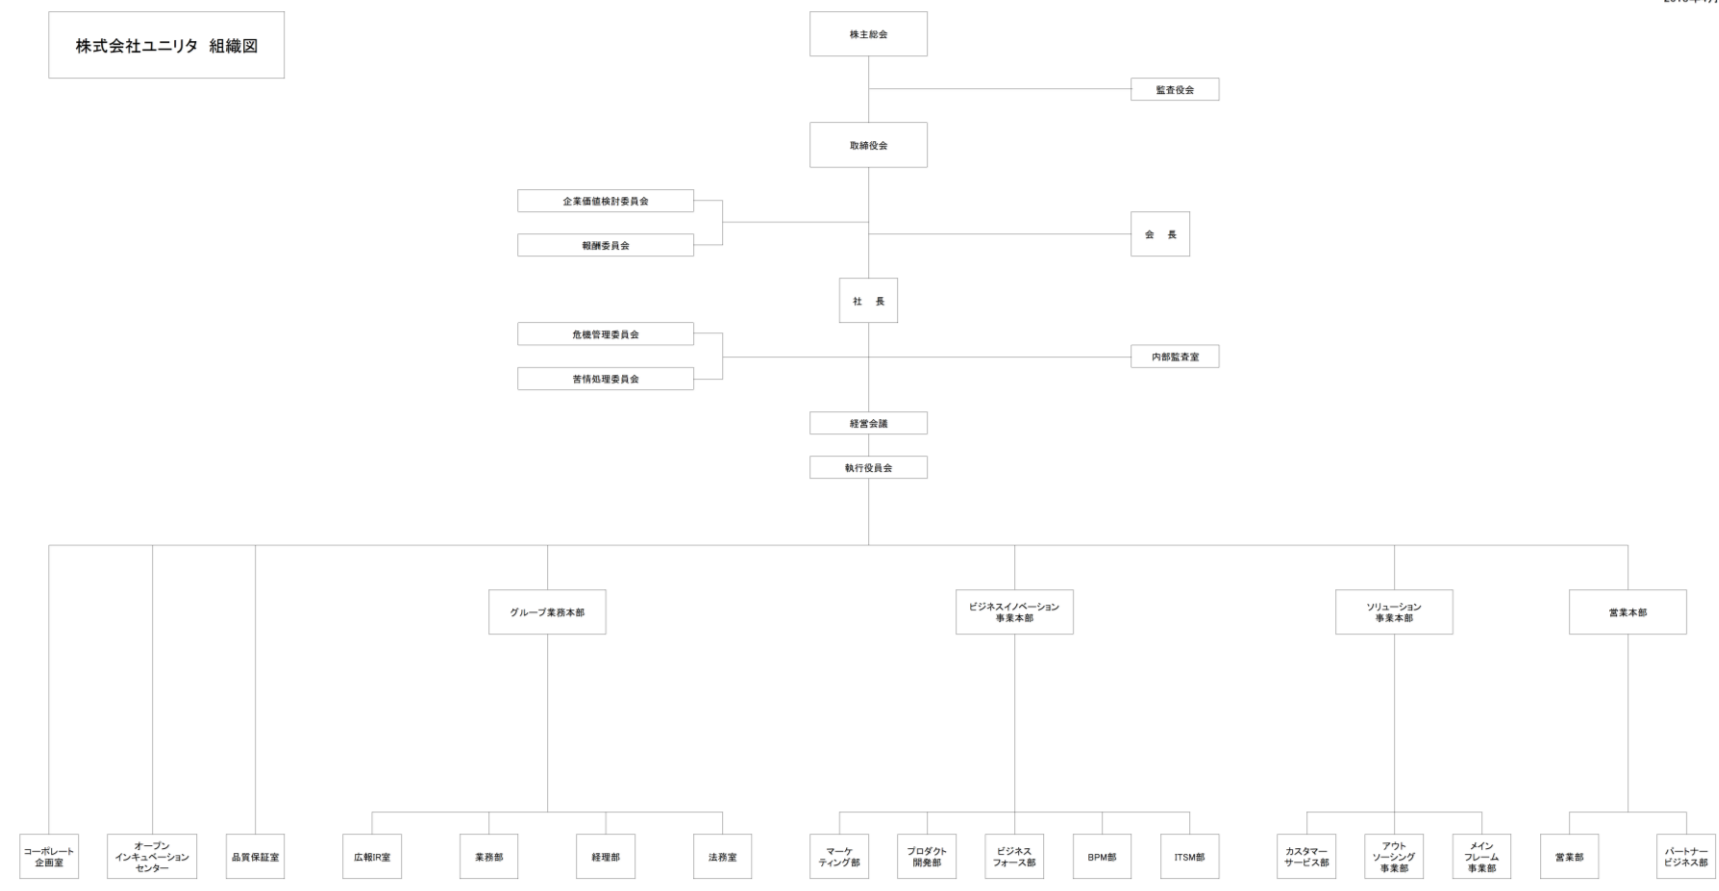 株式会社ユニリタ 組織図
株主総会
監査役会
取締役会
企業価値検討委員会
報酬委員会
会 長
社 長
危機管理委員会
苦情処理委員会
内部監査室
経営会議
執行役員会
グループ業務本部
ビジネスイノベーション
事業本部
ソリューション
事業本部
営業本部
コーポレート
企画室
オープン
インキュベーション
センター
品質保証室
広報IR室
業務部
経理部
法務室
マーケ
ティング部
プロダクト
開発部
ビジネス
フォース部
BPM部
ITSM部
カスタマー
サービス部
アウト
ソーシング
事業部
メイン
フレーム
事業部
営業部
パートナー
ビジネス部